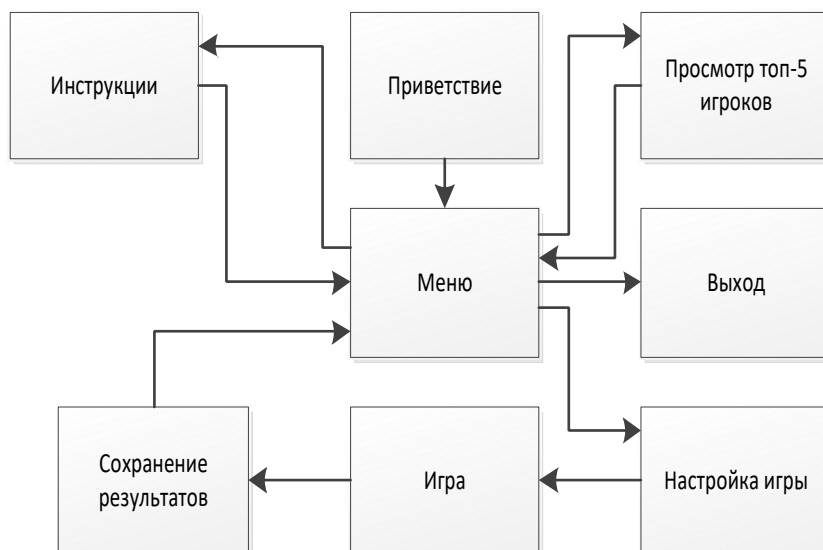 Инструкции
Приветствие
Просмотр топ-5
игроков
Меню
Выход
Сохранение
результатов
Игра
Настройка игры